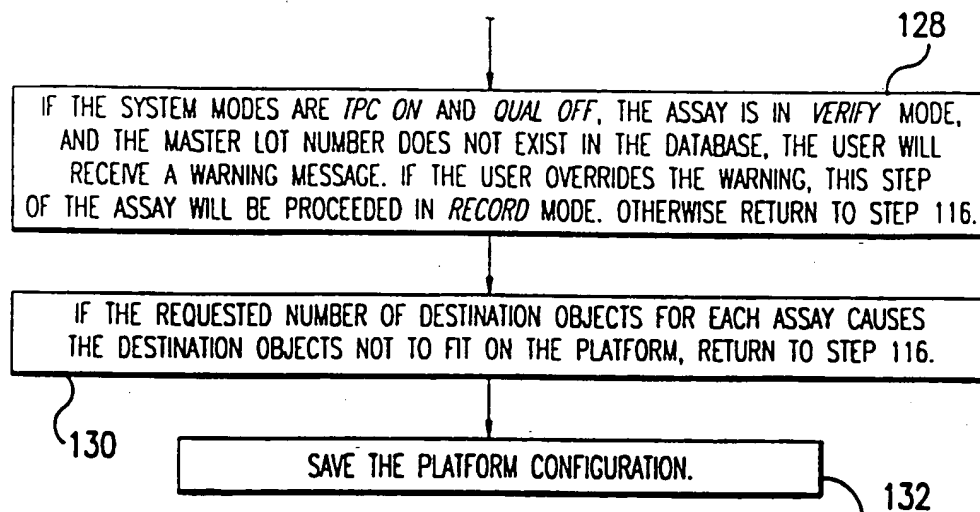 128
IF THE SYSTEM MODES ARE TPC ON AND QUAL OFF, THE ASSAY IS IN VERIFY MODE,
AND THE MASTER LOT NUMBER DOES NOT EXIST IN THE DATABASE, THE USER WILL
RECEIVE A WARNING MESSAGE. IF THE USER OVERRIDES THE WARNING, THIS STEP
OF THE ASSAY WILL BE PROCEEDED IN RECORD MODE. OTHERWISE RETURN TO STEP 116.
IF THE REQUESTED NUMBER OF DESTINATION OBJECTS FOR EACH ASSAY CAUSES
THE DESTINATION OBJECTS NOT TO FIT ON THE PLATFORM, RETURN TO STEP 116.
130
SAVE THE PLATFORM CONFIGURATION.
132